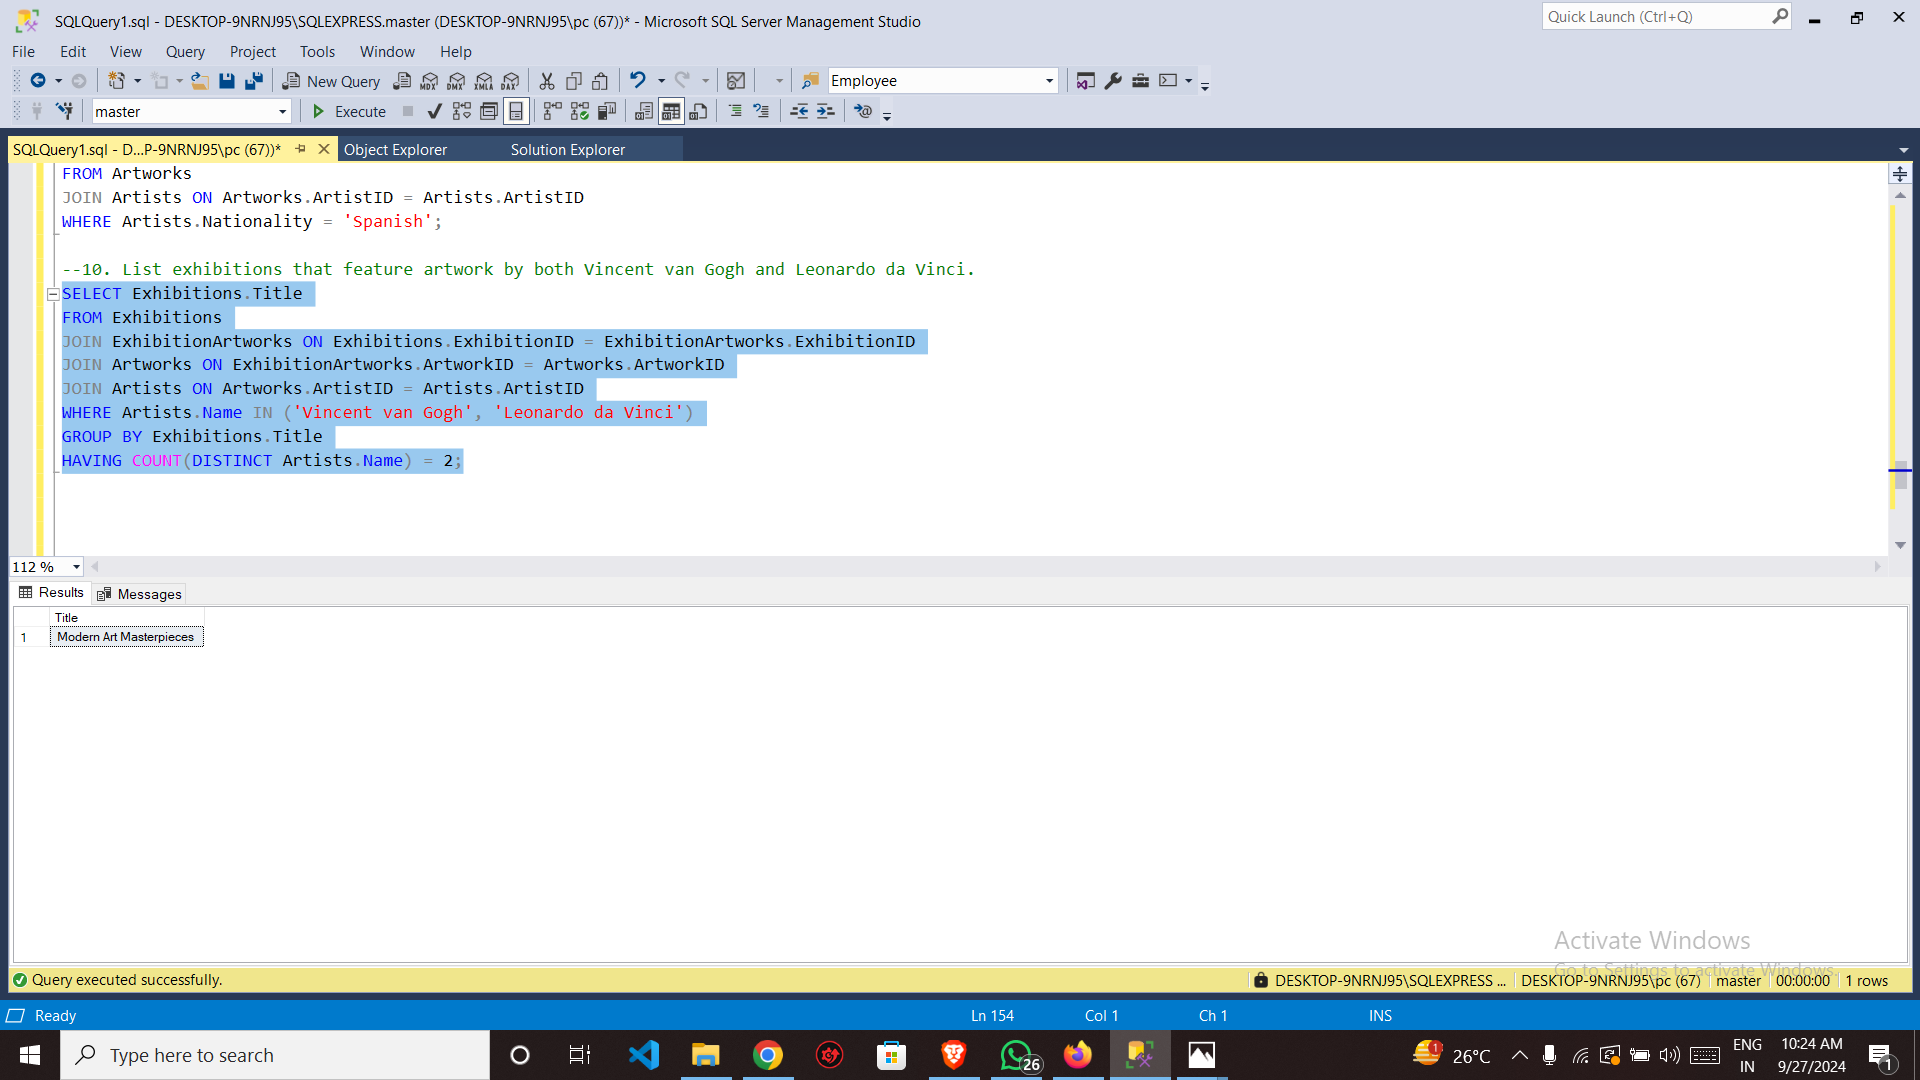 SQLQuery1.sql - DESKTOP-9NRNJ95\SQLEXPRESS.master (DESKTOP-9NRNJ95\pc (67))* - Microsoft SQL Server Management Studio
Quick Launch (Ctrl+Q)
File Edit View Query Project Tools Window Help
New Query MDX DMX XMLA DAX Employee
master Execute
SQLQuery1.sql - D...P-9NRNJ95\pc (67))* Object Explorer Solution Explorer
FROM Artworks
JOIN Artists ON Artworks.ArtistID = Artists.ArtistID
WHERE Artists.Nationality = 'Spanish';
--10. List exhibitions that feature artwork by both Vincent van Gogh and Leonardo da Vinci.
SELECT Exhibitions.Title
FROM Exhibitions
JOIN ExhibitionArtworks ON Exhibitions.ExhibitionID = ExhibitionArtworks.ExhibitionID
JOIN Artworks ON ExhibitionArtworks.ArtworkID = Artworks.ArtworkID
JOIN Artists ON Artworks.ArtistID = Artists.ArtistID
WHERE Artists.Name IN ('Vincent van Gogh', 'Leonardo da Vinci')
GROUP BY Exhibitions.Title
HAVING COUNT(DISTINCT Artists.Name) = 2;
112 %
Results Messages
Title
1 Modern Art Masterpieces
Activate Windows
Go to Settings to activate Windows.
Query executed successfully. DESKTOP-9NRNJ95\SQLEXPRESS ... DESKTOP-9NRNJ95\pc (67) master 00:00:00 1 rows
Ready Ln 154 Col 1 Ch 1 INS
Type here to search 26 1 26°C ENG IN 10:24 AM 9/27/2024 1